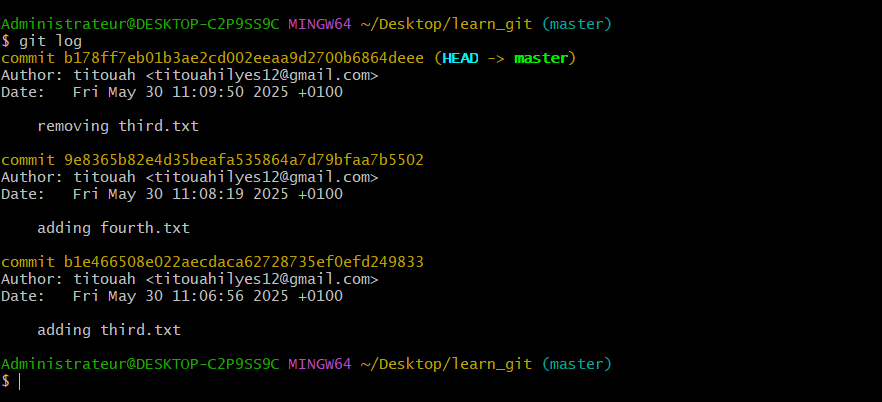 Administrateur@DESKTOP-C2P9SS9C MINGW64 ~/Desktop/learn_git (master)
$ git log
commit b178ff7eb01b3ae2cd002eeaa9d2700b6864deee (HEAD -> master)
Author: titouah <titouahilyes12@gmail.com>
Date:   Fri May 30 11:09:50 2025 +0100
    removing third.txt
commit 9e8365b82e4d35beafa535864a7d79bfaa7b5502
Author: titouah <titouahilyes12@gmail.com>
Date:   Fri May 30 11:08:19 2025 +0100
    adding fourth.txt
commit b1e466508e022aecdaca62728735ef0efd249833
Author: titouah <titouahilyes12@gmail.com>
Date:   Fri May 30 11:06:56 2025 +0100
    adding third.txt
Administrateur@DESKTOP-C2P9SS9C MINGW64 ~/Desktop/learn_git (master)
$